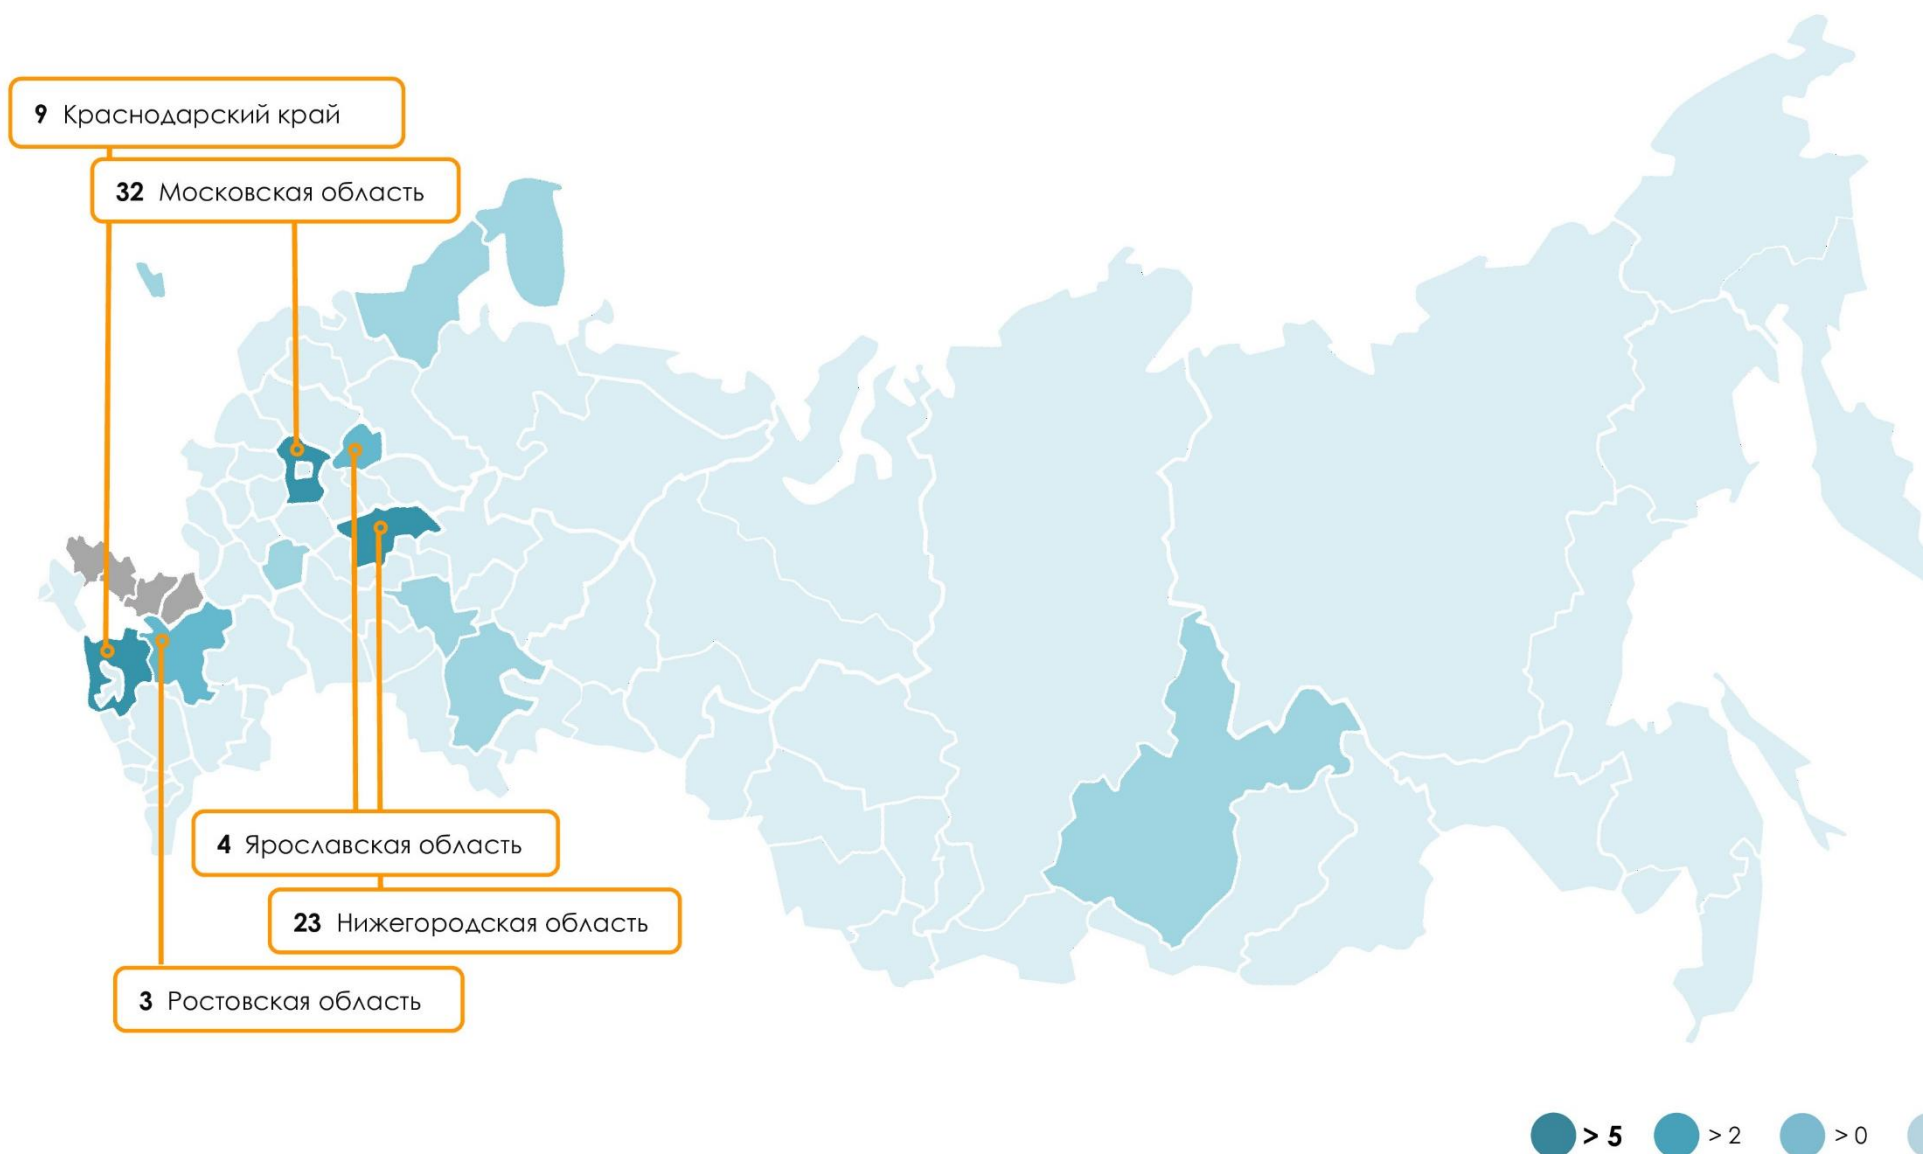 9 Краснодарский край
32 Московская область
4 Ярославская область
23 Нижегородская область
3 Ростовская область
> 5 > 2 > 0